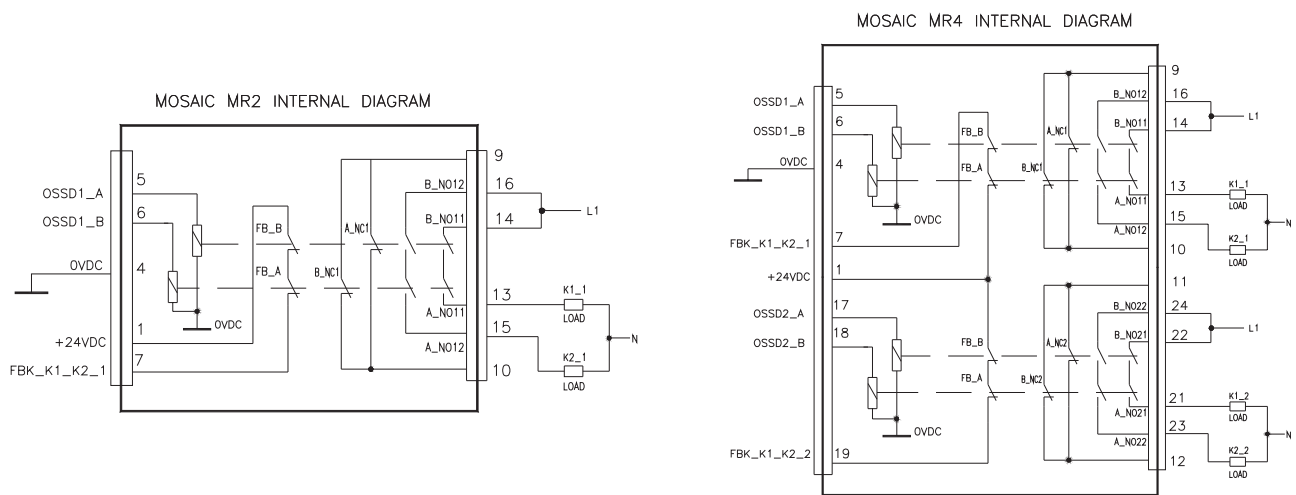 MOSAIC MR2 INTERNAL DIAGRAM
5
OSSD1_A
6
OSSD1_B
0VDC
4
1
+24VDC
FBK_K1_K2_1
7
0VDC
FB_B
FB_A
A_NC1
B_NC1
B_NO12
B_NO11
A_NO11
A_NO12
9
16
14
L1
13
K1_1
LOAD
15
N
K2_1
LOAD
10
MOSAIC MR4 INTERNAL DIAGRAM
5
OSSD1_A
6
OSSD1_B
0VDC
4
FBK_K1_K2_1
7
+24VDC
1
OSSD2_A
17
OSSD2_B
18
FBK_K1_K2_2
19
0VDC
FB_B
FB_A
A_NC1
B_NC1
B_NO12
B_NO11
A_NO11
A_NO12
9
16
L1
14
13
K1_1
LOAD
15
N
K2_1
LOAD
10
0VDC
FB_B
FB_A
A_NC2
B_NC2
B_NO22
B_NO21
A_NO21
A_NO22
11
24
L1
22
21
K1_2
LOAD
23
N
K2_2
LOAD
12